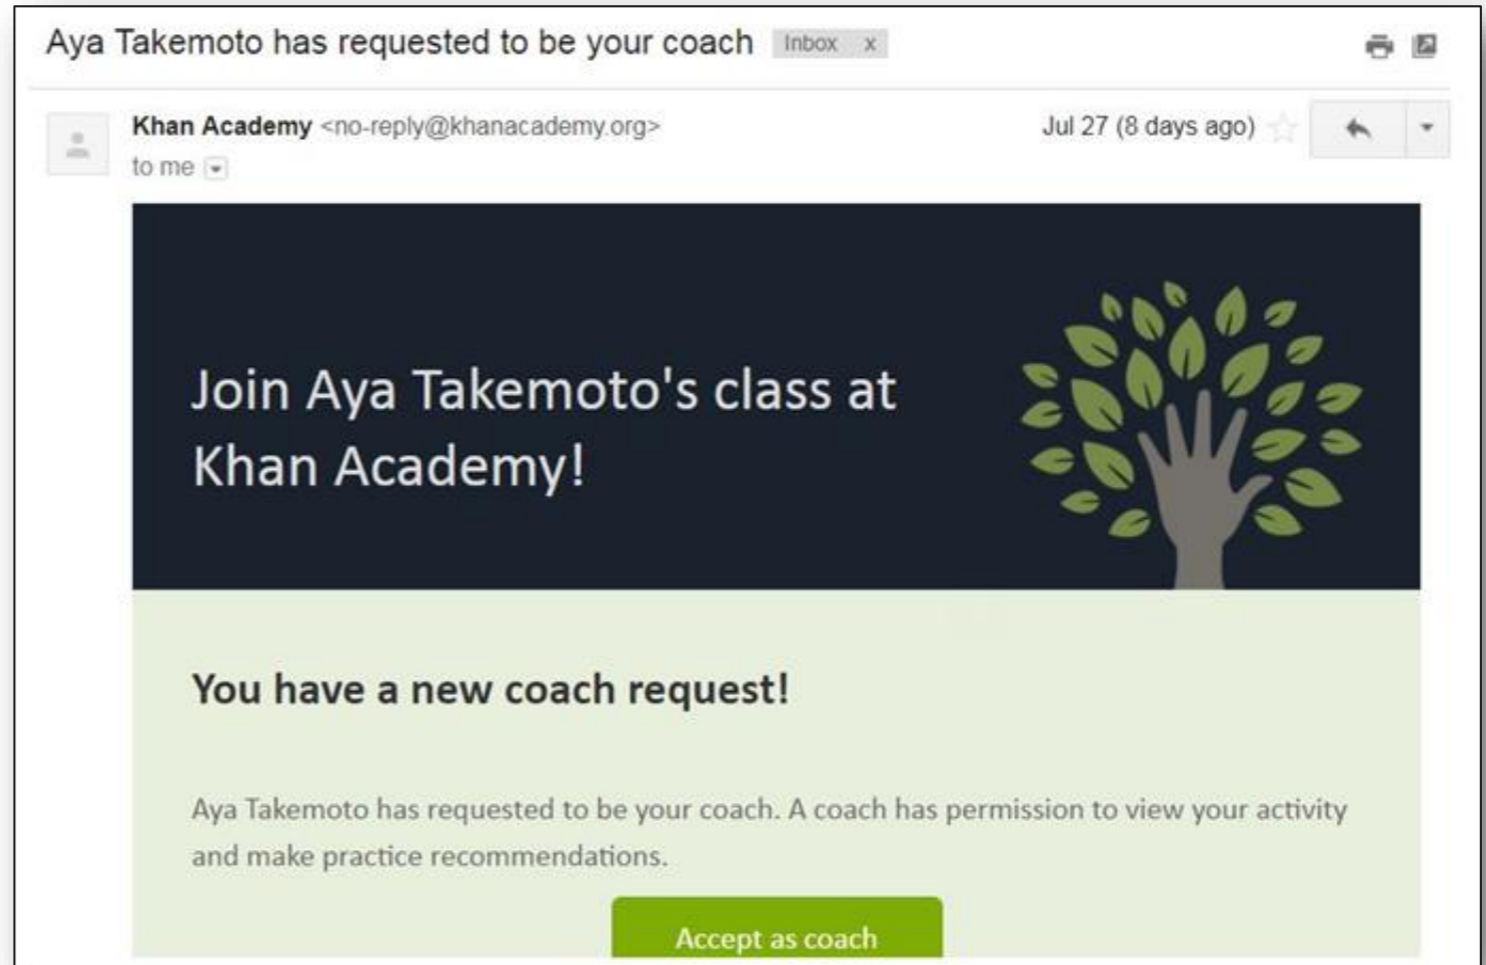 Aya Takemoto has requested to be your coach Inbox x
Khan Academy <no-reply@khanacademy.org> Jul 27 (8 days ago)
to me
Join Aya Takemoto's class at
Khan Academy!
You have a new coach request!
Aya Takemoto has requested to be your coach. A coach has permission to view your activity
and make practice recommendations.
Accept as coach